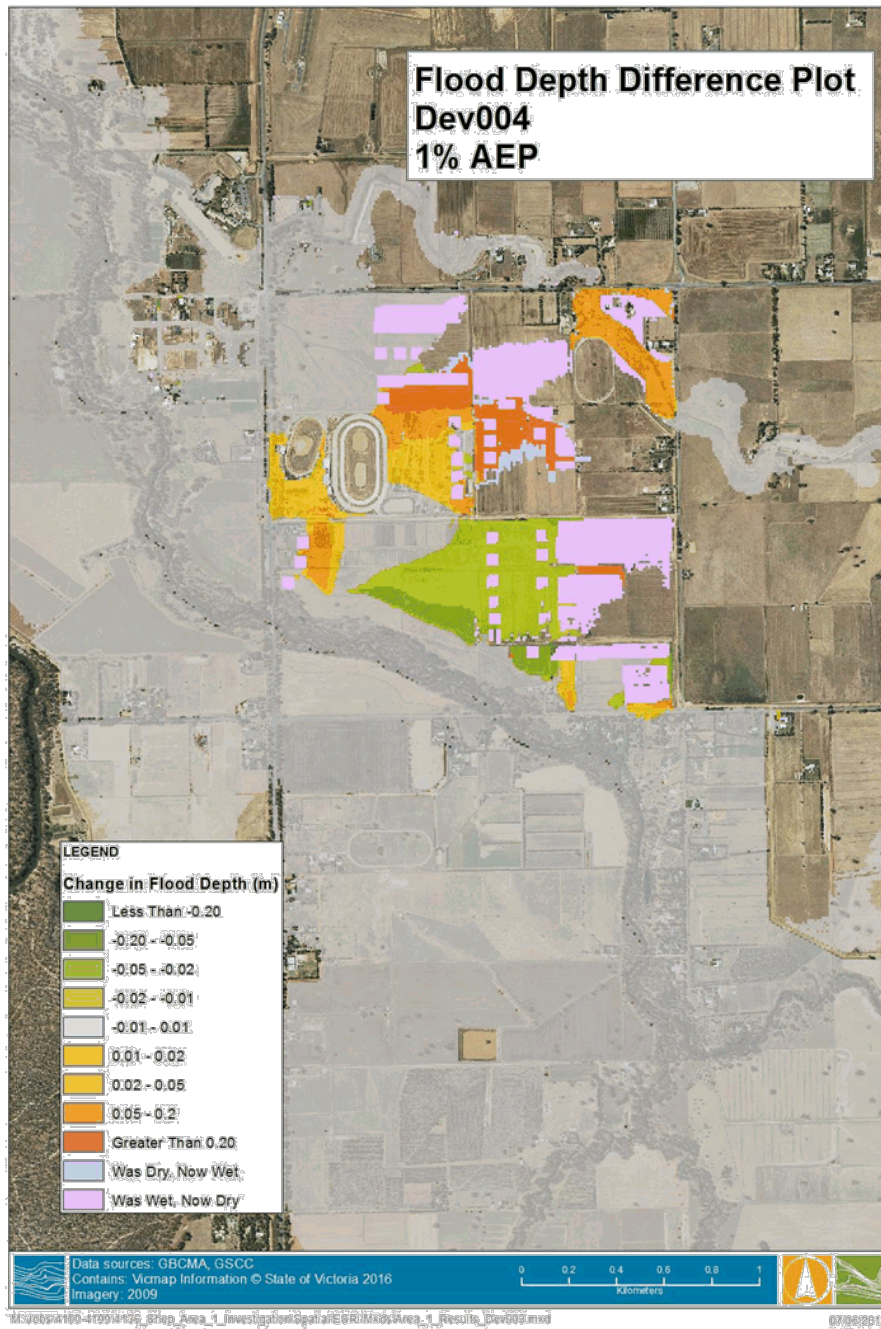 Flood Depth Difference Plot
Dev004
1% AEP
LEGEND
Change in Flood Depth (m)
Less Than -0.20
-0.20 - -0.05
-0.05 - -0.02
-0.02 - -0.01
-0.01 - 0.01
0.01 - 0.02
0.02 - 0.05
0.05 - 0.2
Greater Than 0.20
Was Dry, Now Wet
Was Wet, Now Dry
Data sources: GBCMA, GSCC
Contains: Vicmap Information © State of Victoria 2016
Imagery: 2009
0 0.2 0.4 0.6 0.8 1
Kilometers